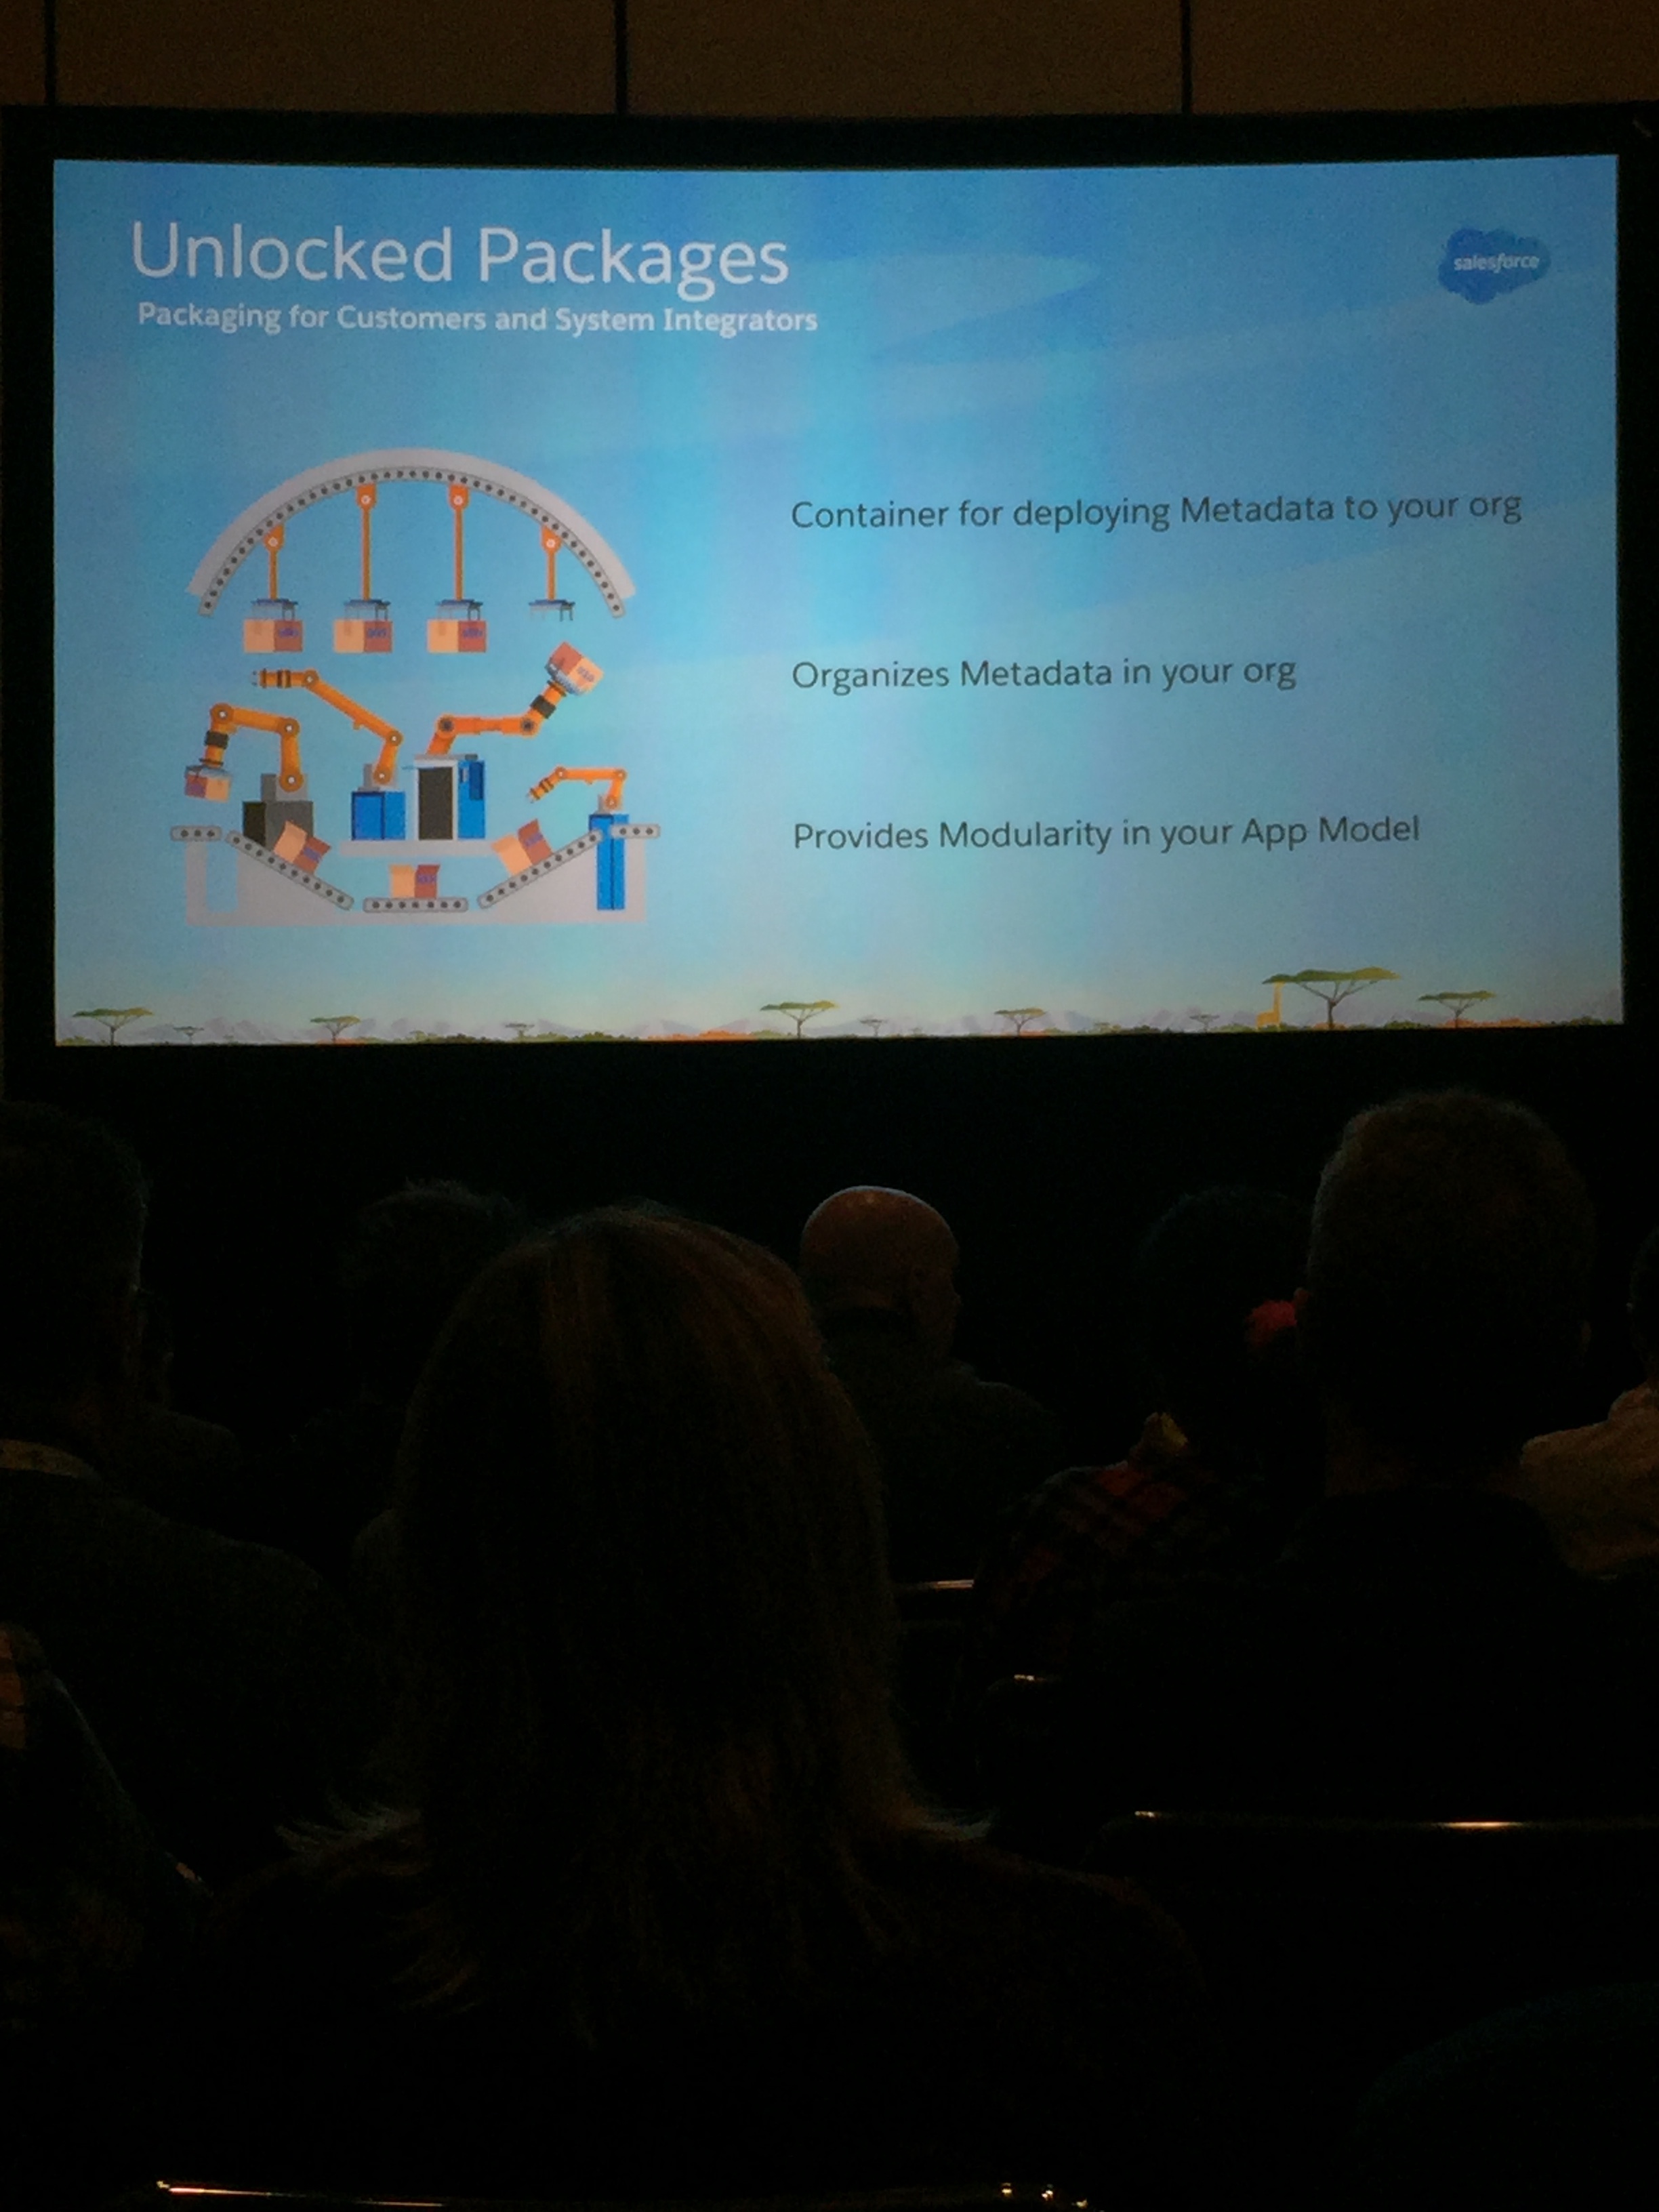 Unlocked Packages
Packaging for Customers and System Integrators
salesforce
Container for deploying Metadata to your org
Organizes Metadata in your org
Provides Modularity in your App Model